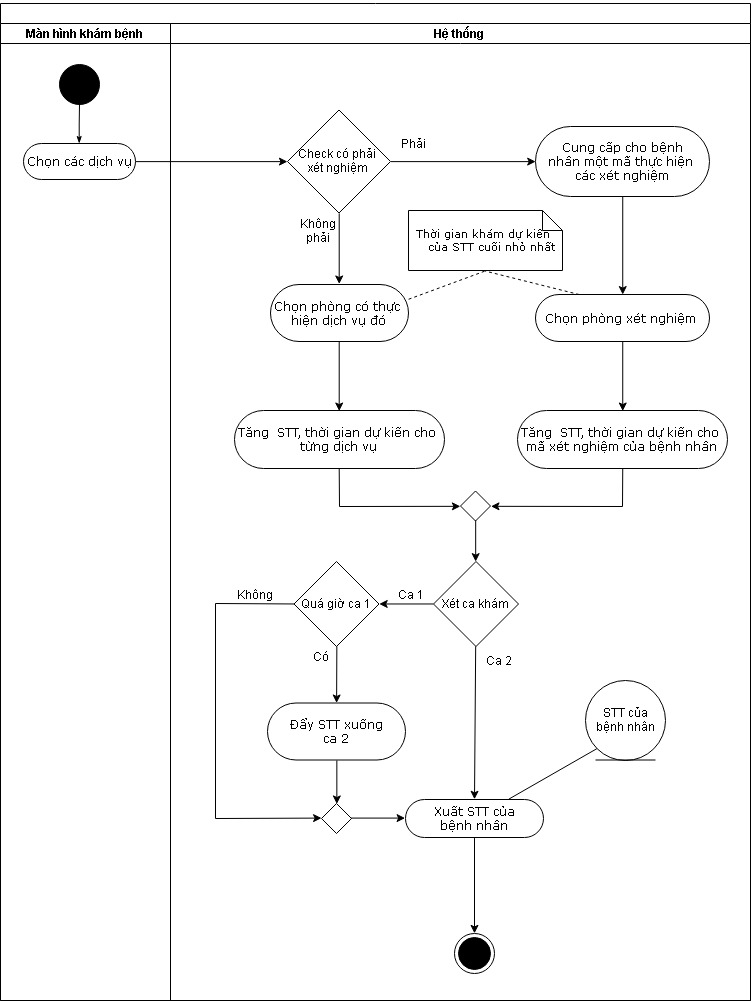 Màn hình khám bệnh
Hệ thống
Chọn các dịch vụ
Check có phải
xét nghiệm
Phải
Cung cấp cho bệnh
nhân một mã thực hiện
các xét nghiệm
Không
phải
Thời gian khám dự kiến
của STT cuối nhỏ nhất
Chọn phòng có thực
hiện dịch vụ đó
Chọn phòng xét nghiệm
Tăng  STT, thời gian dự kiến cho
từng dịch vụ
Tăng  STT, thời gian dự kiến cho
mã xét nghiệm của bệnh nhân
Không
Quá giờ ca 1
Ca 1
Xét ca khám
Có
Ca 2
Đẩy STT xuống
ca 2
STT của
bệnh nhân
Xuất STT của
bệnh nhân